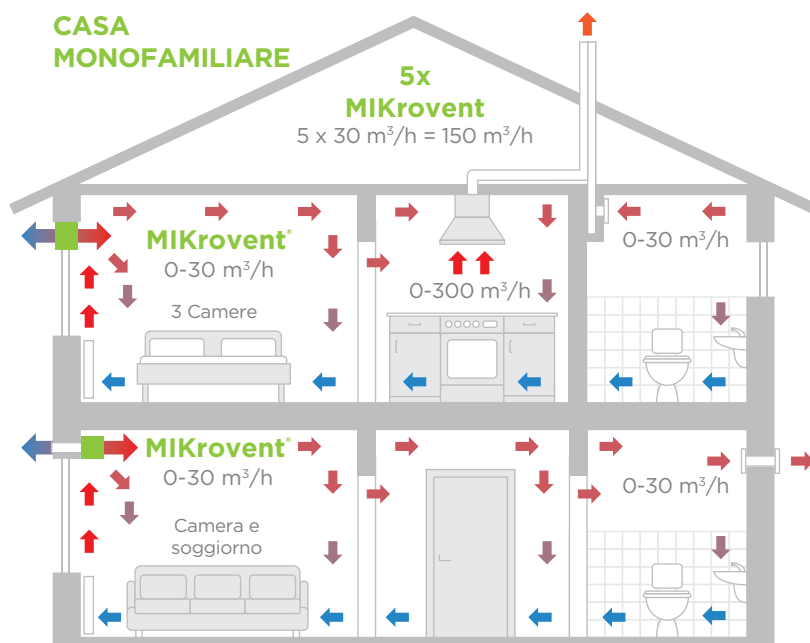 CASA
MONOFAMILIARE
5x
MIKrovent
5 x 30 m³/h = 150 m³/h
MIKrovent®
0-30 m³/h
3 Camere
0-300 m³/h
0-30 m³/h
MIKrovent®
0-30 m³/h
Camera e
soggiorno
0-30 m³/h